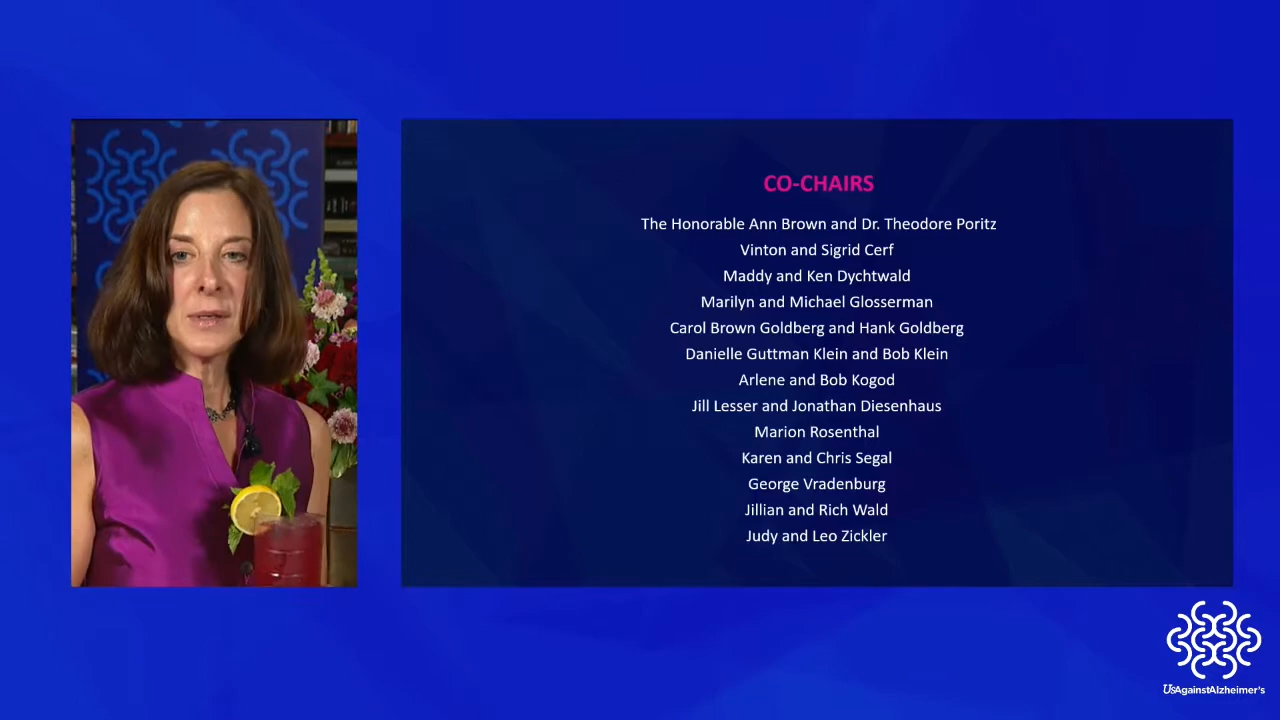 CO-CHAIRS
The Honorable Ann Brown and Dr. Theodore Poritz
Vinton and Sigrid Cerf
Maddy and Ken Dychtwald
Marilyn and Michael Glosserman
Carol Brown Goldberg and Hank Goldberg
Danielle Guttman Klein and Bob Klein
Arlene and Bob Kogod
Jill Lesser and Jonathan Diesenhaus
Marion Rosenthal
Karen and Chris Segal
George Vradenburg
Jillian and Rich Wald
Judy and Leo Zickler
UsAgainstAlzheimer's